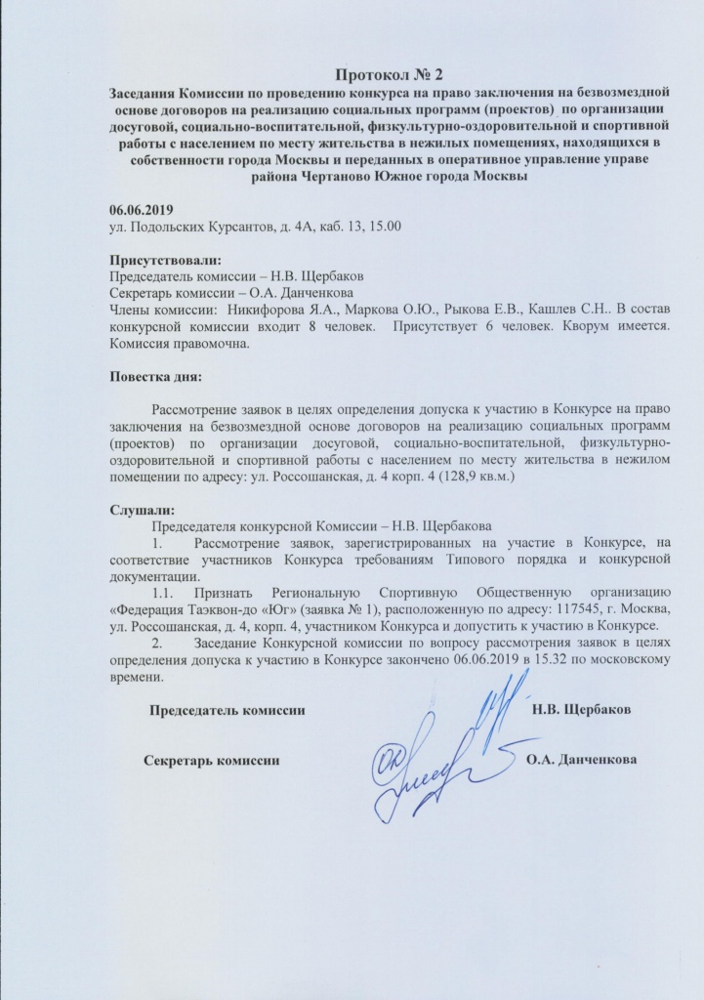 Протокол № 2
Заседания Комиссии по проведению конкурса на право заключения на безвозмездной
основе договоров на реализацию социальных программ (проектов) по организации
досуговой, социально-воспитательной, физкультурно-оздоровительной и спортивной
работы с населением по месту жительства в нежилых помещениях, находящихся в
собственности города Москвы и переданных в оперативное управление управе
района Чертаново Южное города Москвы
06.06.2019
ул. Подольских Курсантов, д. 4А, каб. 13, 15.00
Присутствовали:
Председатель комиссии – Н.В. Щербаков
Секретарь комиссии – О.А. Данченкова
Члены комиссии: Никифорова Я.А., Маркова О.Ю., Рыкова Е.В., Кашлев С.Н.. В состав
конкурсной комиссии входит 8 человек. Присутствует 6 человек. Кворум имеется.
Комиссия правомочна.
Повестка дня:
Рассмотрение заявок в целях определения допуска к участию в Конкурсе на право
заключения на безвозмездной основе договоров на реализацию социальных программ
(проектов) по организации досуговой, социально-воспитательной, физкультурно-
оздоровительной и спортивной работы с населением по месту жительства в нежилом
помещении по адресу: ул. Россошанская, д. 4 корп. 4 (128,9 кв.м.)
Слушали:
Председателя конкурсной Комиссии – Н.В. Щербакова
1. Рассмотрение заявок, зарегистрированных на участие в Конкурсе, на
соответствие участников Конкурса требованиям Типового порядка и конкурсной
документации.
1.1. Признать Региональную Спортивную Общественную организацию
«Федерация Таэквон-до «Юг» (заявка № 1), расположенную по адресу: 117545, г. Москва,
ул. Россошанская, д. 4, корп. 4, участником Конкурса и допустить к участию в Конкурсе.
2. Заседание Конкурсной комиссии по вопросу рассмотрения заявок в целях
определения допуска к участию в Конкурсе закончено 06.06.2019 в 15.32 по московскому
времени.
Председатель комиссии Н.В. Щербаков
Секретарь комиссии О.А. Данченкова